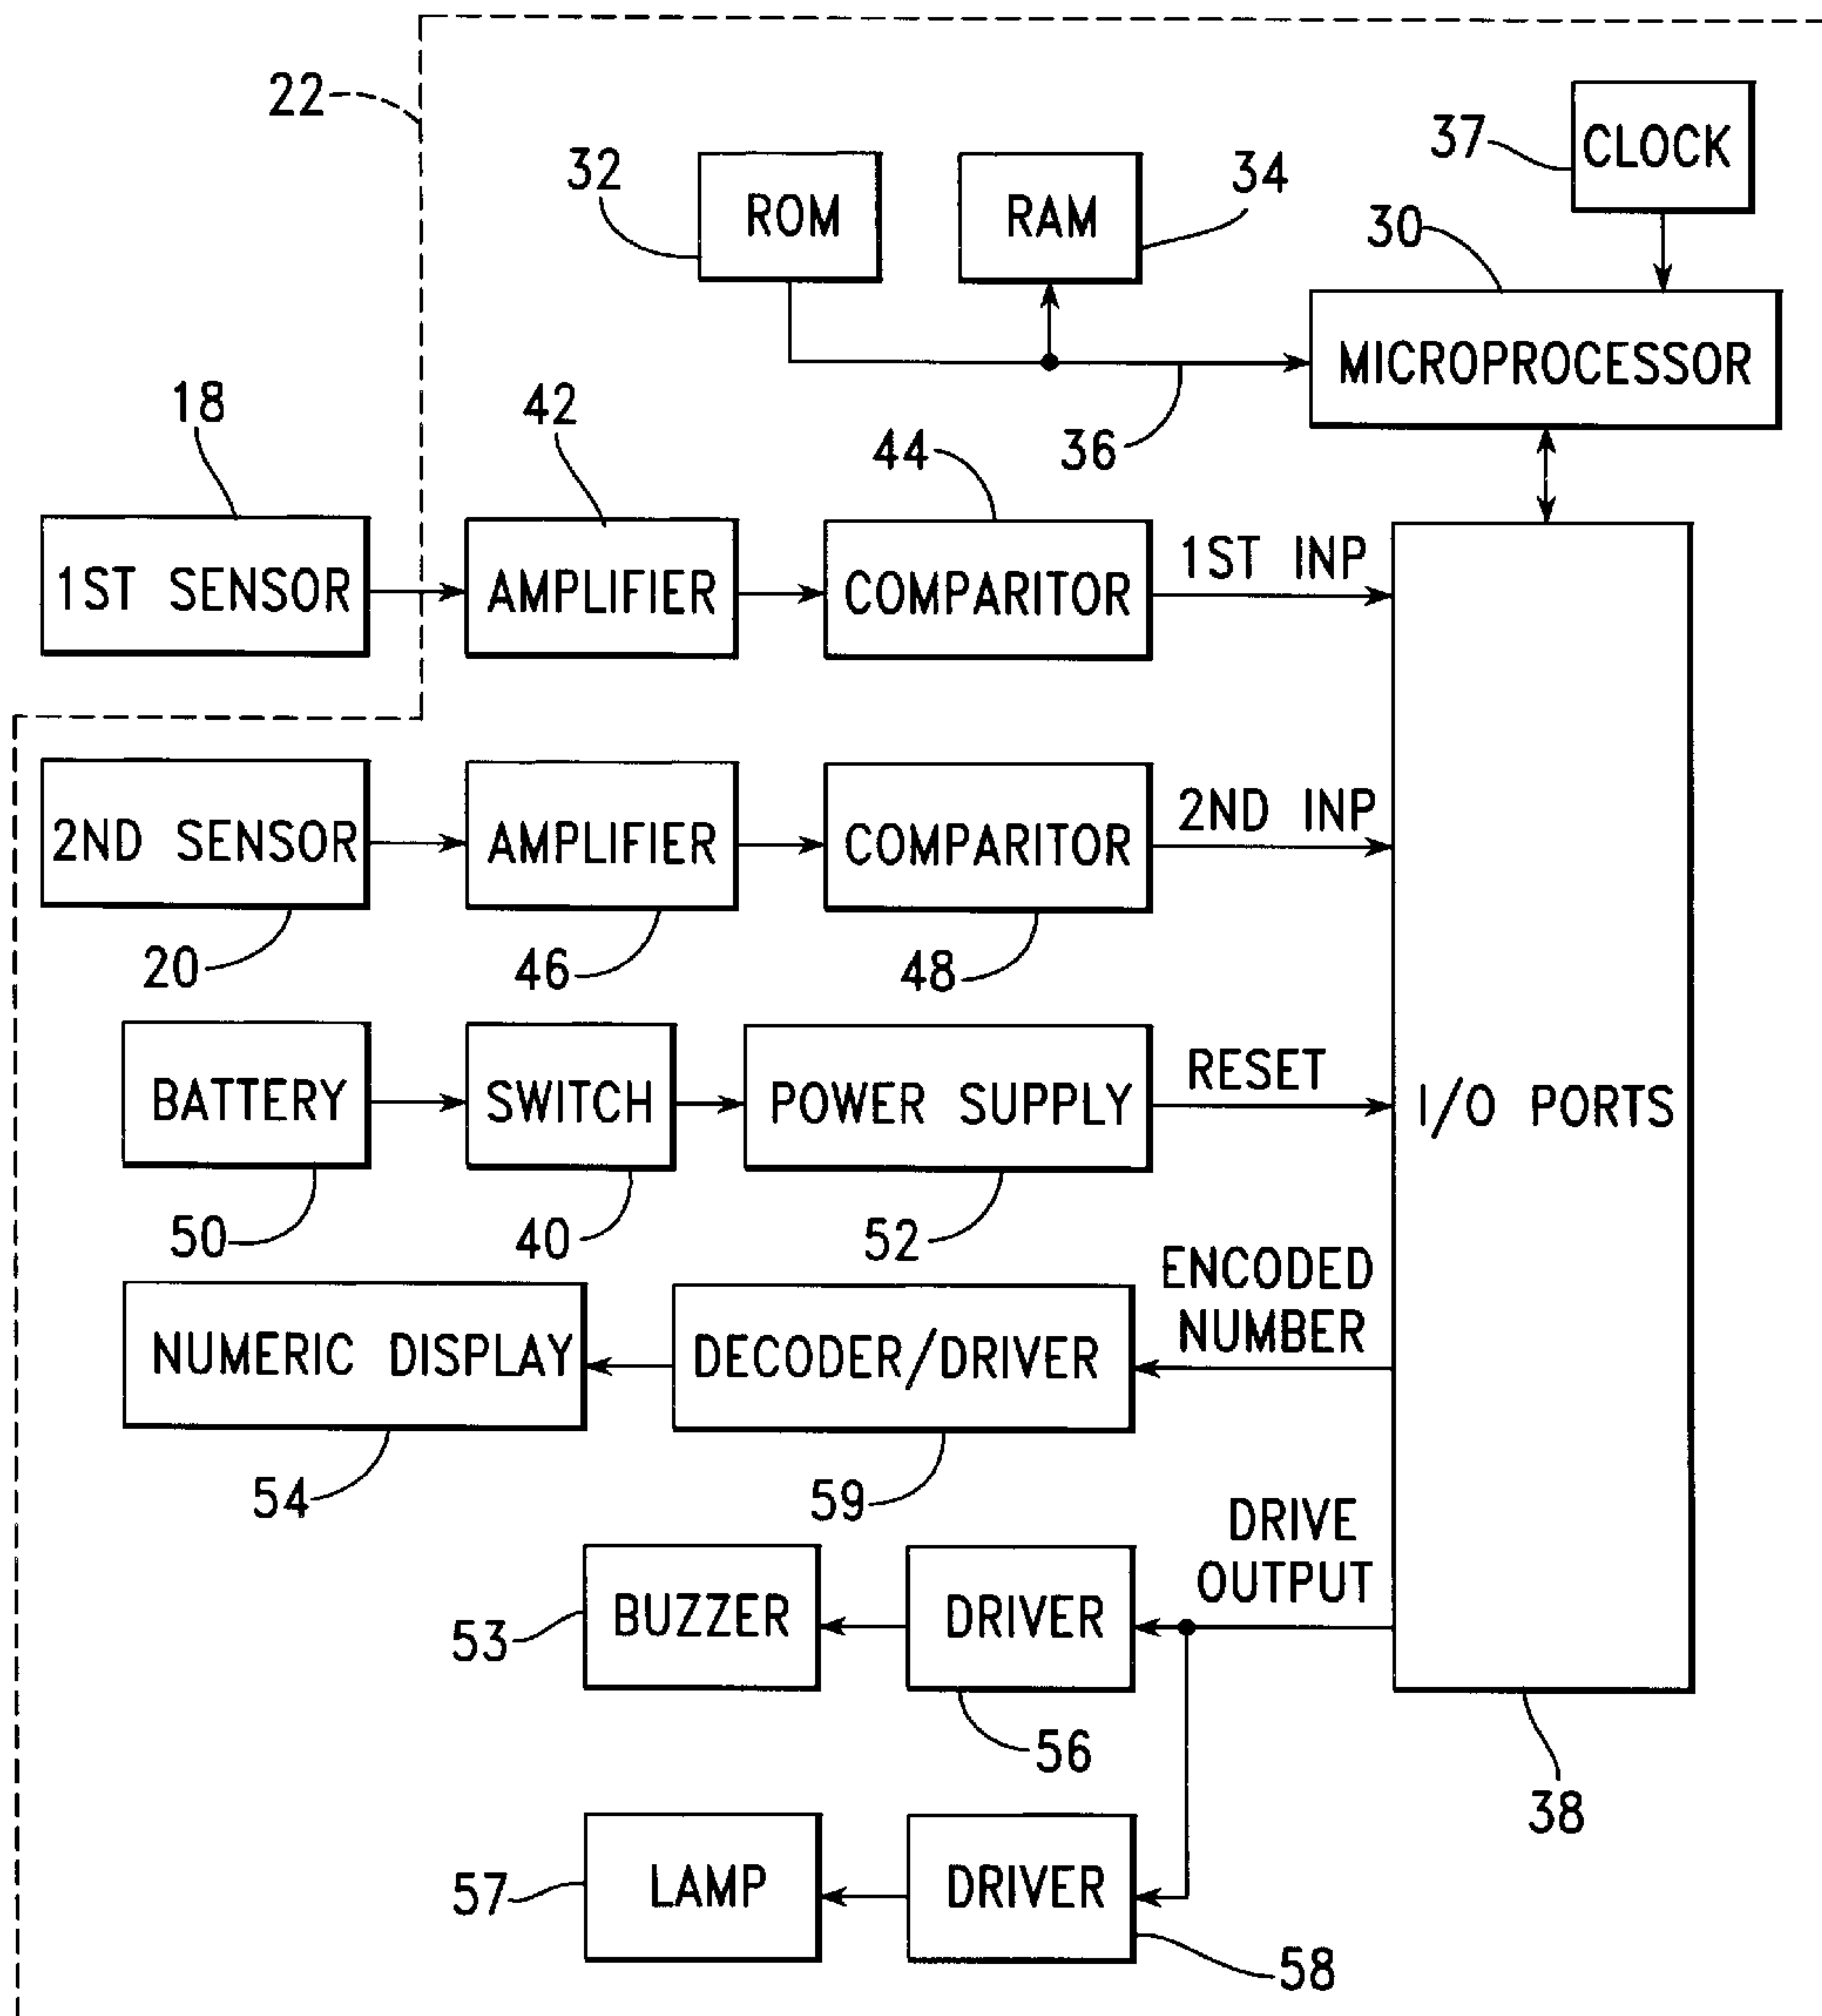 22
37
CLOCK
32
ROM
RAM
34
30
MICROPROCESSOR
36
18
42
44
1ST SENSOR
AMPLIFIER
COMPARITOR
1ST INP
2ND SENSOR
AMPLIFIER
COMPARITOR
2ND INP
20
46
48
BATTERY
SWITCH
POWER SUPPLY
RESET
I/O PORTS
50
40
52
NUMERIC DISPLAY
DECODER/DRIVER
ENCODED
NUMBER
54
59
DRIVE
OUTPUT
53
BUZZER
DRIVER
56
38
57
LAMP
DRIVER
58